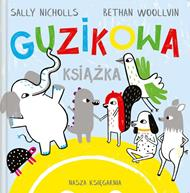 SALLY NICHOLLS BETHAN WOOLLVIN
GUZIKOWA
KSIĄŻKA
NASZA KSIĘGARNIA